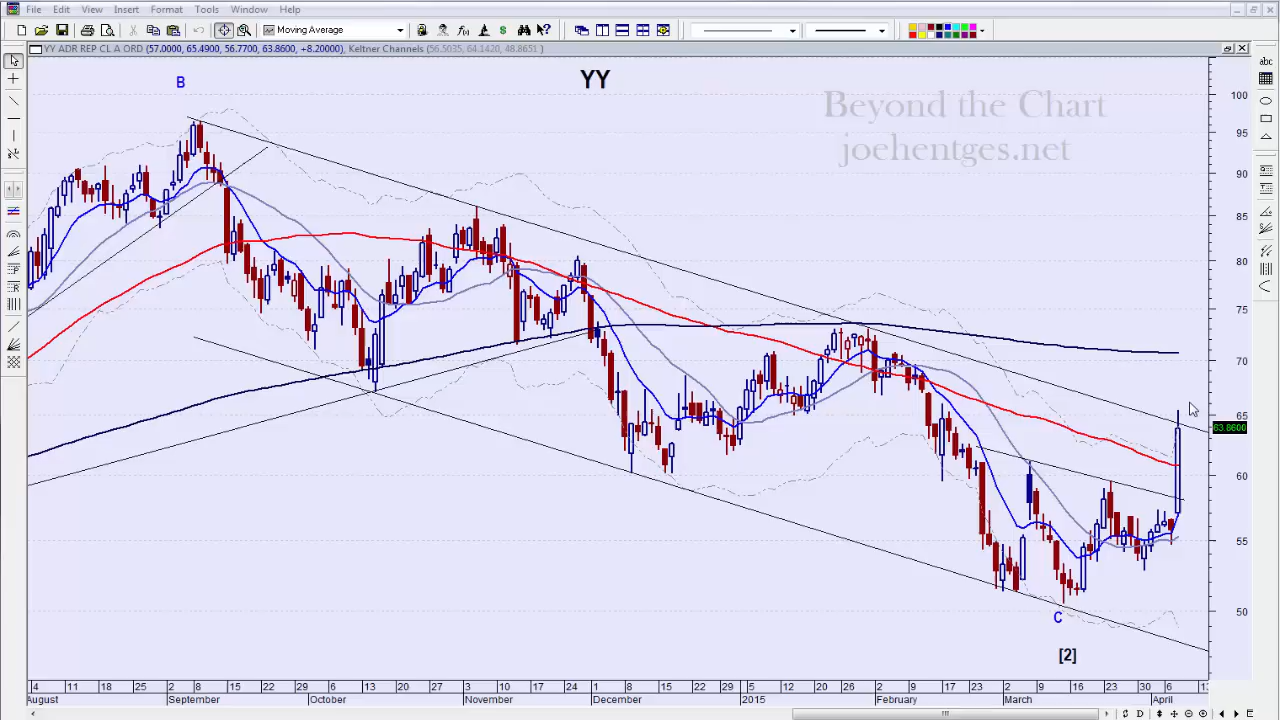 File Edit View Insert Format Tools Window Help
Moving Average
YY ADR REP CL A ORD (57.0000, 65.4900, 56.7700, 63.8600, +8.2000) Keltner Channels (56.5035, 64.1420, 48.8651)
abc
B
YY
Beyond the Chart
joehentges.net
100
95
90
85
80
75
70
65
63.8600
60
55
50
C
[2]
4 11 18 25 2 8 15 22 29 6 13 20 27 3 10 17 24 1 8 15 22 29 5 12 20 26 2 9 17 23 2 9 16 23 30 6 13
August September October November December 2015 February March April
D